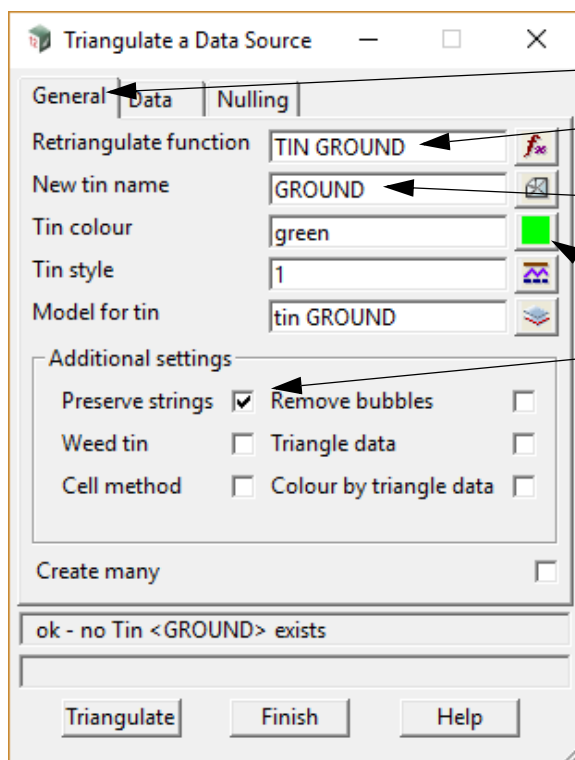 Triangulate a Data Source
General Data Nulling
Retriangulate function TIN GROUND
New tin name GROUND
Tin colour green
Tin style 1
Model for tin tin GROUND
Additional settings
Preserve strings Remove bubbles
Weed tin Triangle data
Cell method Colour by triangle data
Create many
ok - no Tin <GROUND> exists
Triangulate Finish Help